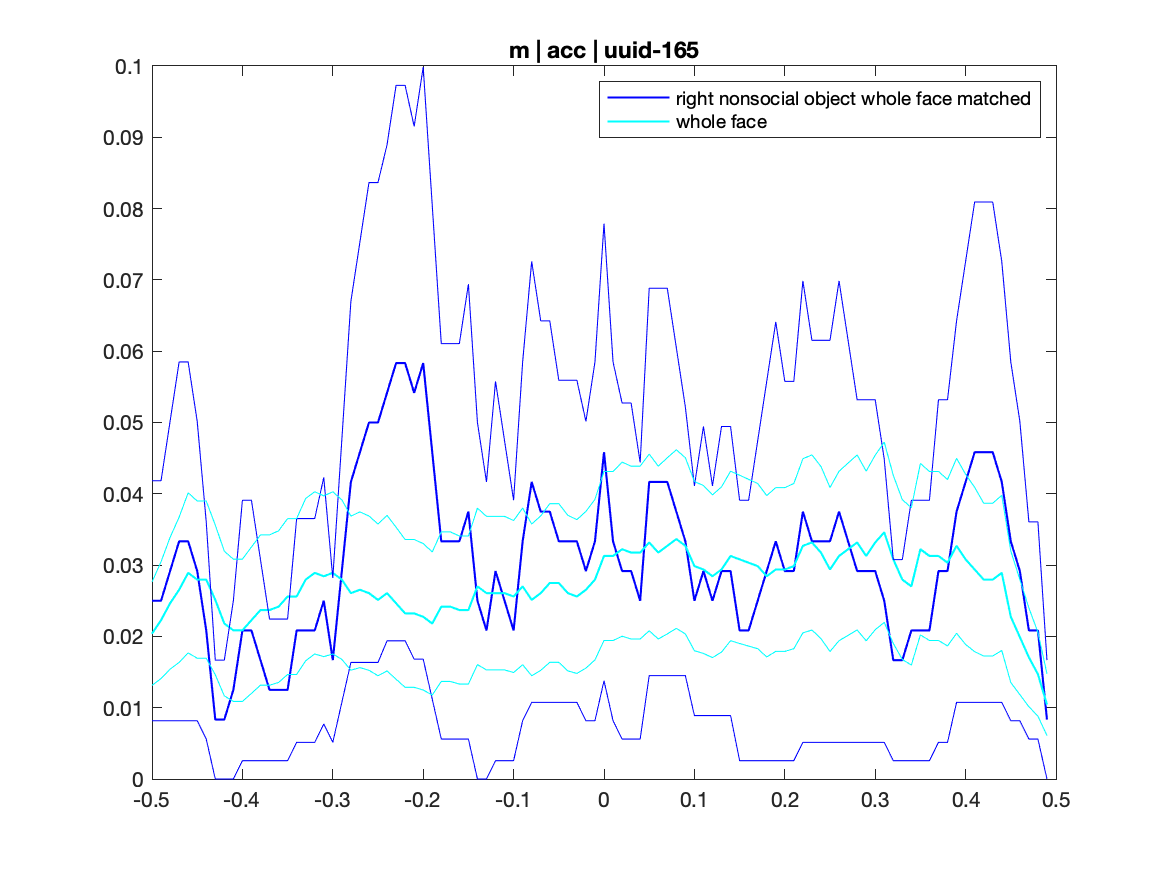 m | acc | uuid-165
right nonsocial object whole face matched
whole face
0.1
0.09
0.08
0.07
0.06
0.05
0.04
0.03
0.02
0.01
0
-0.5 -0.4 -0.3 -0.2 -0.1 0 0.1 0.2 0.3 0.4 0.5